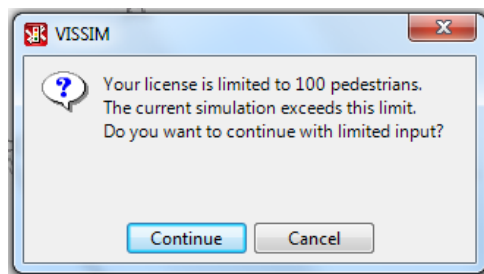 VISSIM
Your license is limited to 100 pedestrians.
The current simulation exceeds this limit.
Do you want to continue with limited input?
Continue
Cancel